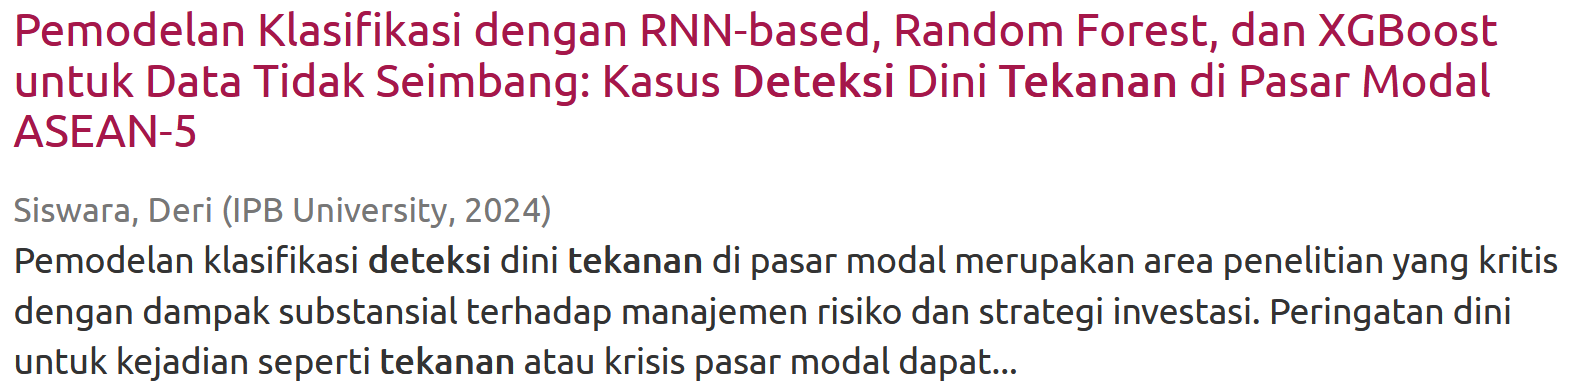 Pemodelan Klasifikasi dengan RNN-based, Random Forest, dan XGBoost
untuk Data Tidak Seimbang: Kasus Deteksi Dini Tekanan di Pasar Modal
ASEAN-5
Siswara, Deri (IPB University, 2024)
Pemodelan klasifikasi deteksi dini tekanan di pasar modal merupakan area penelitian yang kritis
dengan dampak substansial terhadap manajemen risiko dan strategi investasi. Peringatan dini
untuk kejadian seperti tekanan atau krisis pasar modal dapat...